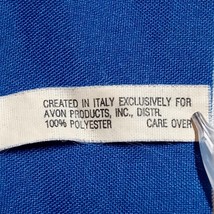 CREATED IN ITALY EXCLUSIVELY FOR
AVON PRODUCTS, INC., DISTR.
100% POLYESTER CARE OVER